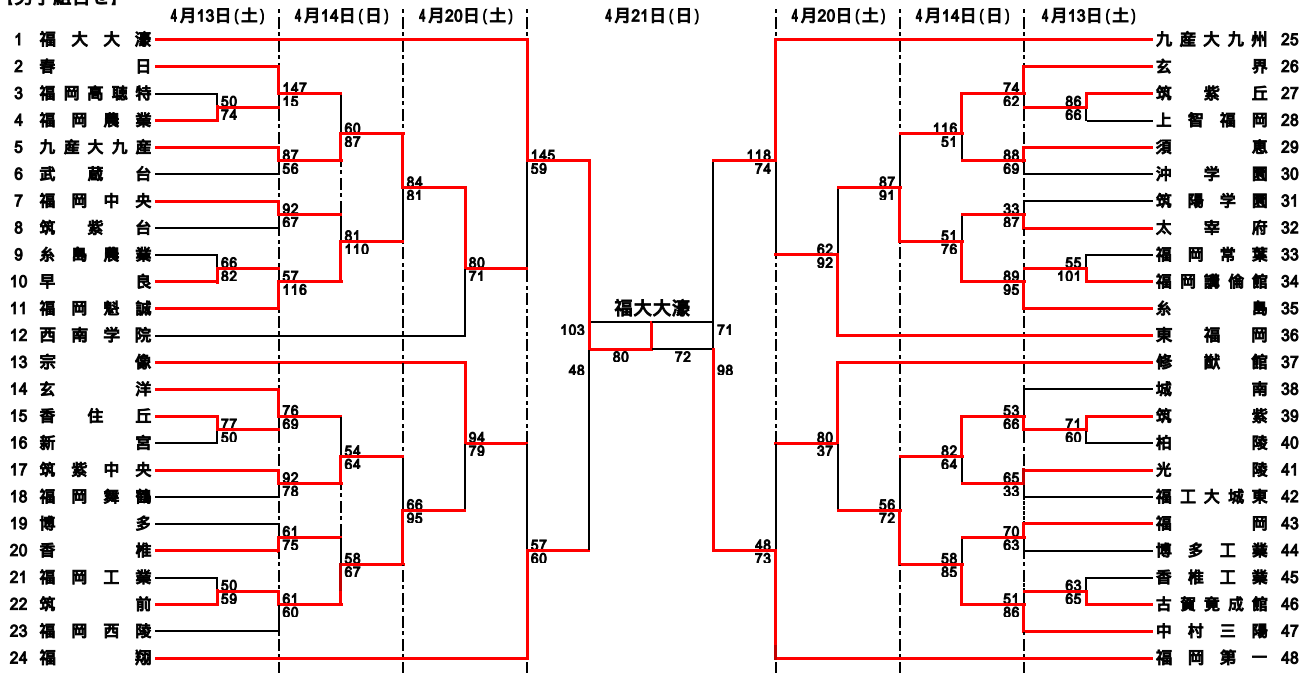 4月13日(土)
4月14日(日)
4月20日(土)
4月21日(日)
4月20日(土)
4月14日(日)
4月13日(土)
1 福大大濠
2 春日
3 福岡高聴特
4 福岡農業
5 九産大九産
6 武蔵台
7 福岡中央
8 筑紫台
9 糸島農業
10 早良
11 福岡魁誠
12 西南学院
13 宗像
14 玄洋
15 香住丘
16 新宮
17 筑紫中央
18 福岡舞鶴
19 博多
20 香椎
21 福岡工業
22 筑前
23 福岡西陵
24 福翔
50
74
66
82
77
50
50
59
147
15
87
56
92
67
57
116
76
69
92
78
61
75
61
60
60
87
81
110
54
64
58
67
84
81
66
95
80
71
94
79
145
59
57
60
103
48
福大大濠
80
72
71
98
118
74
48
73
62
92
80
37
87
91
56
72
116
51
51
76
82
64
58
85
74
62
88
69
33
87
89
95
53
66
65
33
70
63
51
86
86
66
55
101
71
60
63
65
九産大九州 25
玄界 26
筑紫丘 27
上智福岡 28
須恵 29
沖学園 30
筑陽学園 31
太宰府 32
福岡常葉 33
福岡講倫館 34
糸島 35
東福岡 36
修猷館 37
城南 38
筑紫 39
柏陵 40
光陵 41
福工大城東 42
福岡 43
博多工業 44
香椎工業 45
古賀竟成館 46
中村三陽 47
福岡第一 48